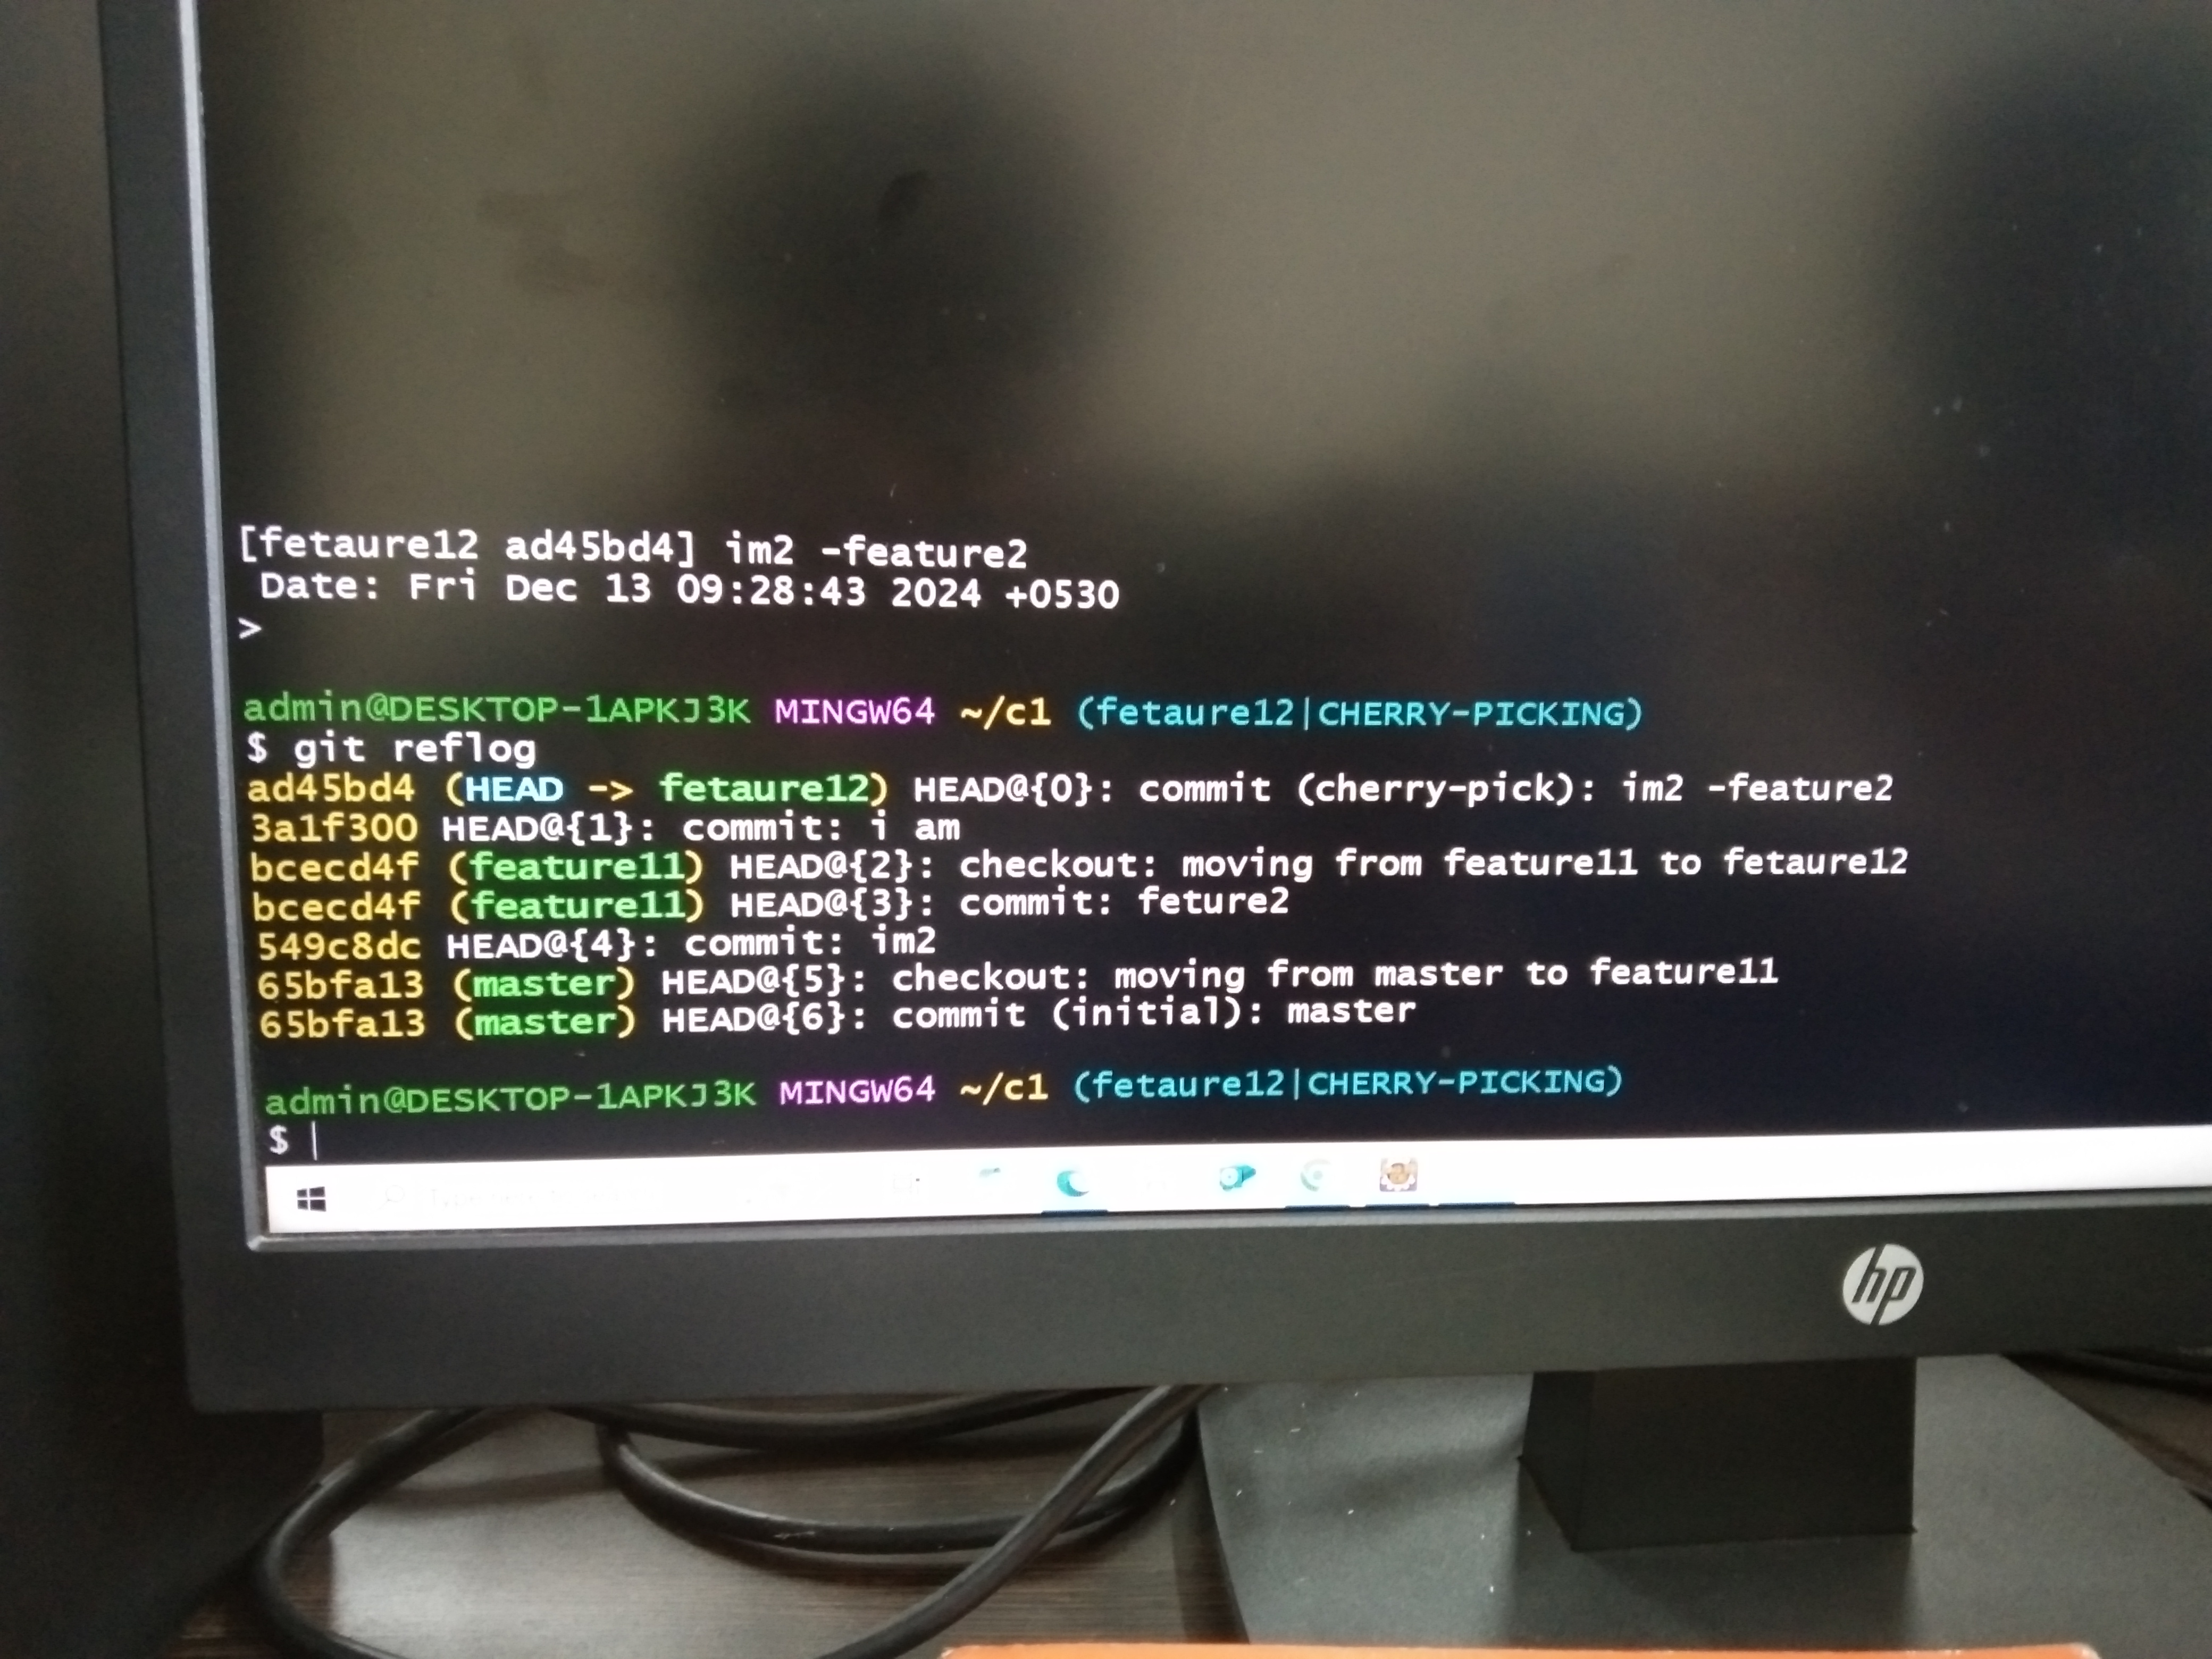 [fetaure12 ad45bd4] im2 -feature2
 Date: Fri Dec 13 09:28:43 2024 +0530
>
admin@DESKTOP-1APKJ3K MINGW64 ~/c1 (fetaure12|CHERRY-PICKING)
$ git reflog
ad45bd4 (HEAD -> fetaure12) HEAD@{0}: commit (cherry-pick): im2 -feature2
3a1f300 HEAD@{1}: commit: i am
bcecd4f (feature11) HEAD@{2}: checkout: moving from feature11 to fetaure12
bcecd4f (feature11) HEAD@{3}: commit: feture2
549c8dc HEAD@{4}: commit: im2
65bfa13 (master) HEAD@{5}: checkout: moving from master to feature11
65bfa13 (master) HEAD@{6}: commit (initial): master
admin@DESKTOP-1APKJ3K MINGW64 ~/c1 (fetaure12|CHERRY-PICKING)
$
hp